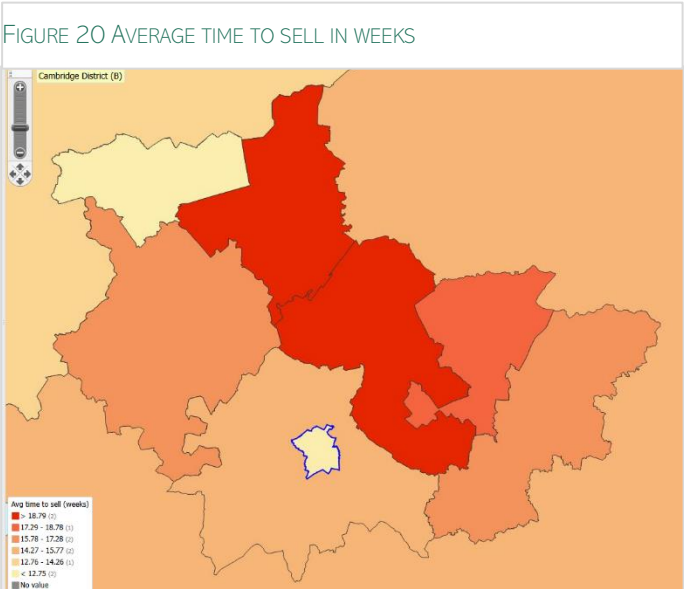 FIGURE 20 AVERAGE TIME TO SELL IN WEEKS
Cambridge District (B)
Avg time to sell (weeks)
> 18.79 (2)
17.29 - 18.78 (1)
15.78 - 17.28 (2)
14.27 - 15.77 (2)
12.76 - 14.26 (1)
< 12.75 (2)
No value